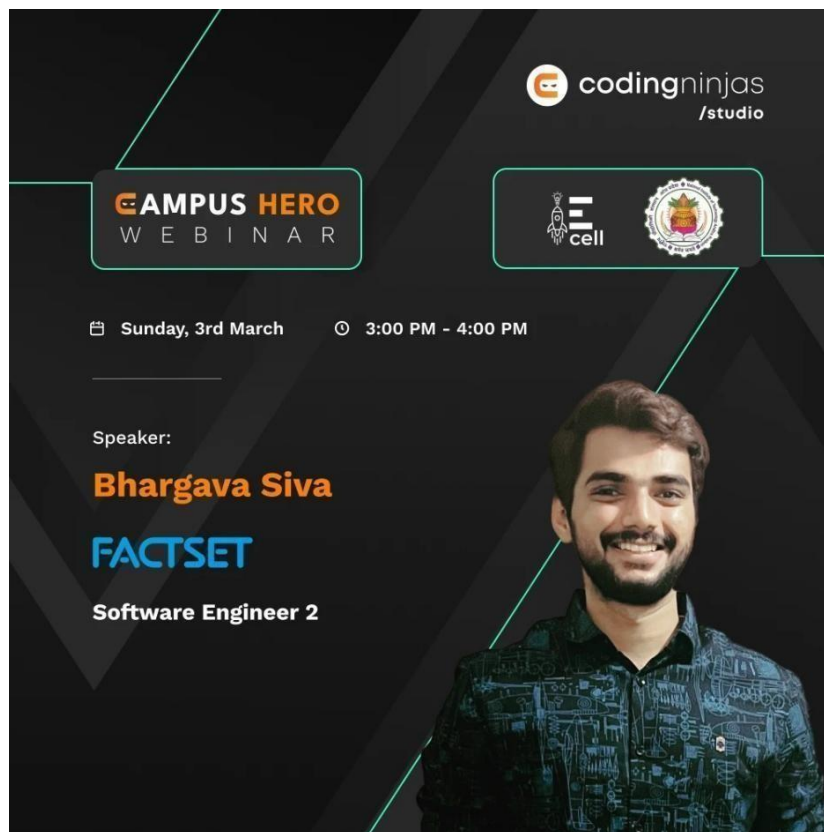 codingninjas
/studio
CAMPUS HERO
WEBINAR
E
cell
Sunday, 3rd March
3:00 PM - 4:00 PM
Speaker:
Bhargava Siva
FACTSET
Software Engineer 2